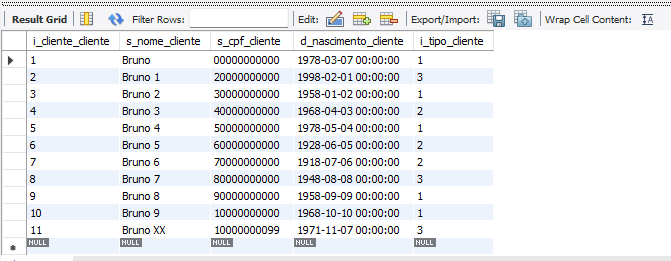 Result Grid Filter Rows: Edit: Export/Import: Wrap Cell Content:
i_cliente_cliente s_nome_cliente s_cpf_cliente d_nascimento_cliente i_tipo_cliente
1 Bruno 00000000000 1978-03-07 00:00:00 1
2 Bruno 1 20000000000 1998-02-01 00:00:00 3
3 Bruno 2 30000000000 1958-01-02 00:00:00 1
4 Bruno 3 40000000000 1968-04-03 00:00:00 2
5 Bruno 4 50000000000 1978-05-04 00:00:00 1
6 Bruno 5 60000000000 1928-06-05 00:00:00 2
7 Bruno 6 70000000000 1918-07-06 00:00:00 2
8 Bruno 7 80000000000 1948-08-08 00:00:00 3
9 Bruno 8 90000000000 1958-09-09 00:00:00 1
10 Bruno 9 10000000000 1968-10-10 00:00:00 1
11 Bruno XX 10000000099 1971-11-07 00:00:00 3
NULL NULL NULL NULL NULL